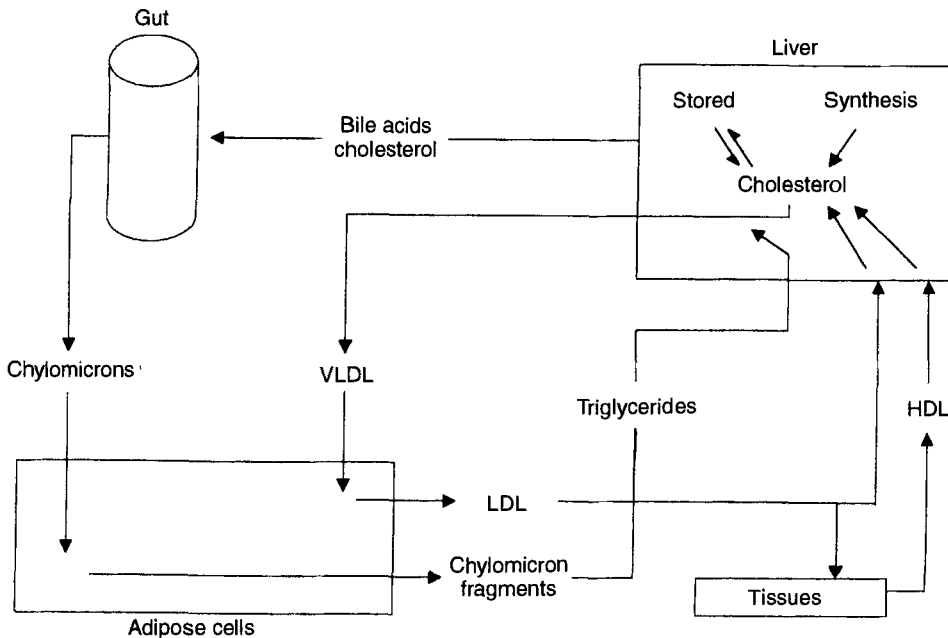 Gut
Liver
Stored Synthesis
Bile acids
cholesterol
Cholesterol
Chylomicrons
VLDL
Triglycerides
HDL
LDL
Chylomicron
fragments
Tissues
Adipose cells